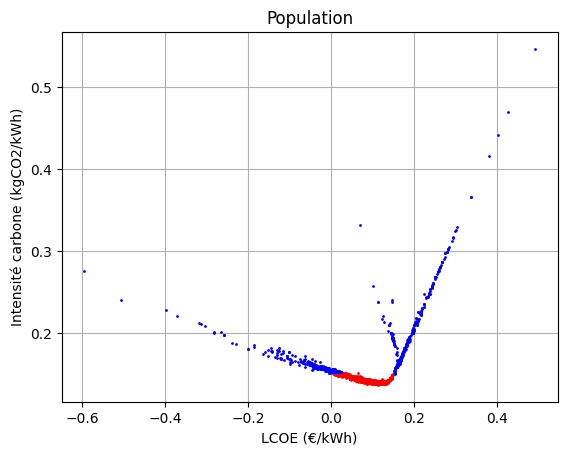 Population
Intensité carbone (kgCO2/kWh)
0.5
0.4
0.3
0.2
−0.6 −0.4 −0.2 0.0 0.2 0.4
LCOE (€/kWh)